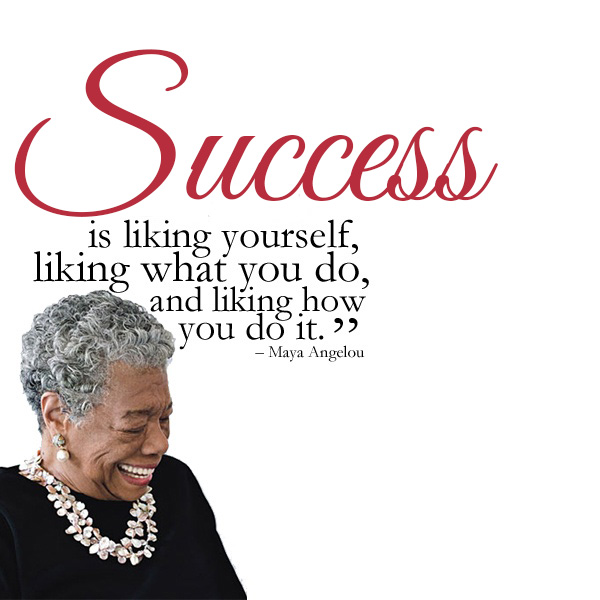 Success
is liking yourself,
liking what you do,
and liking how
you do it.”
– Maya Angelou